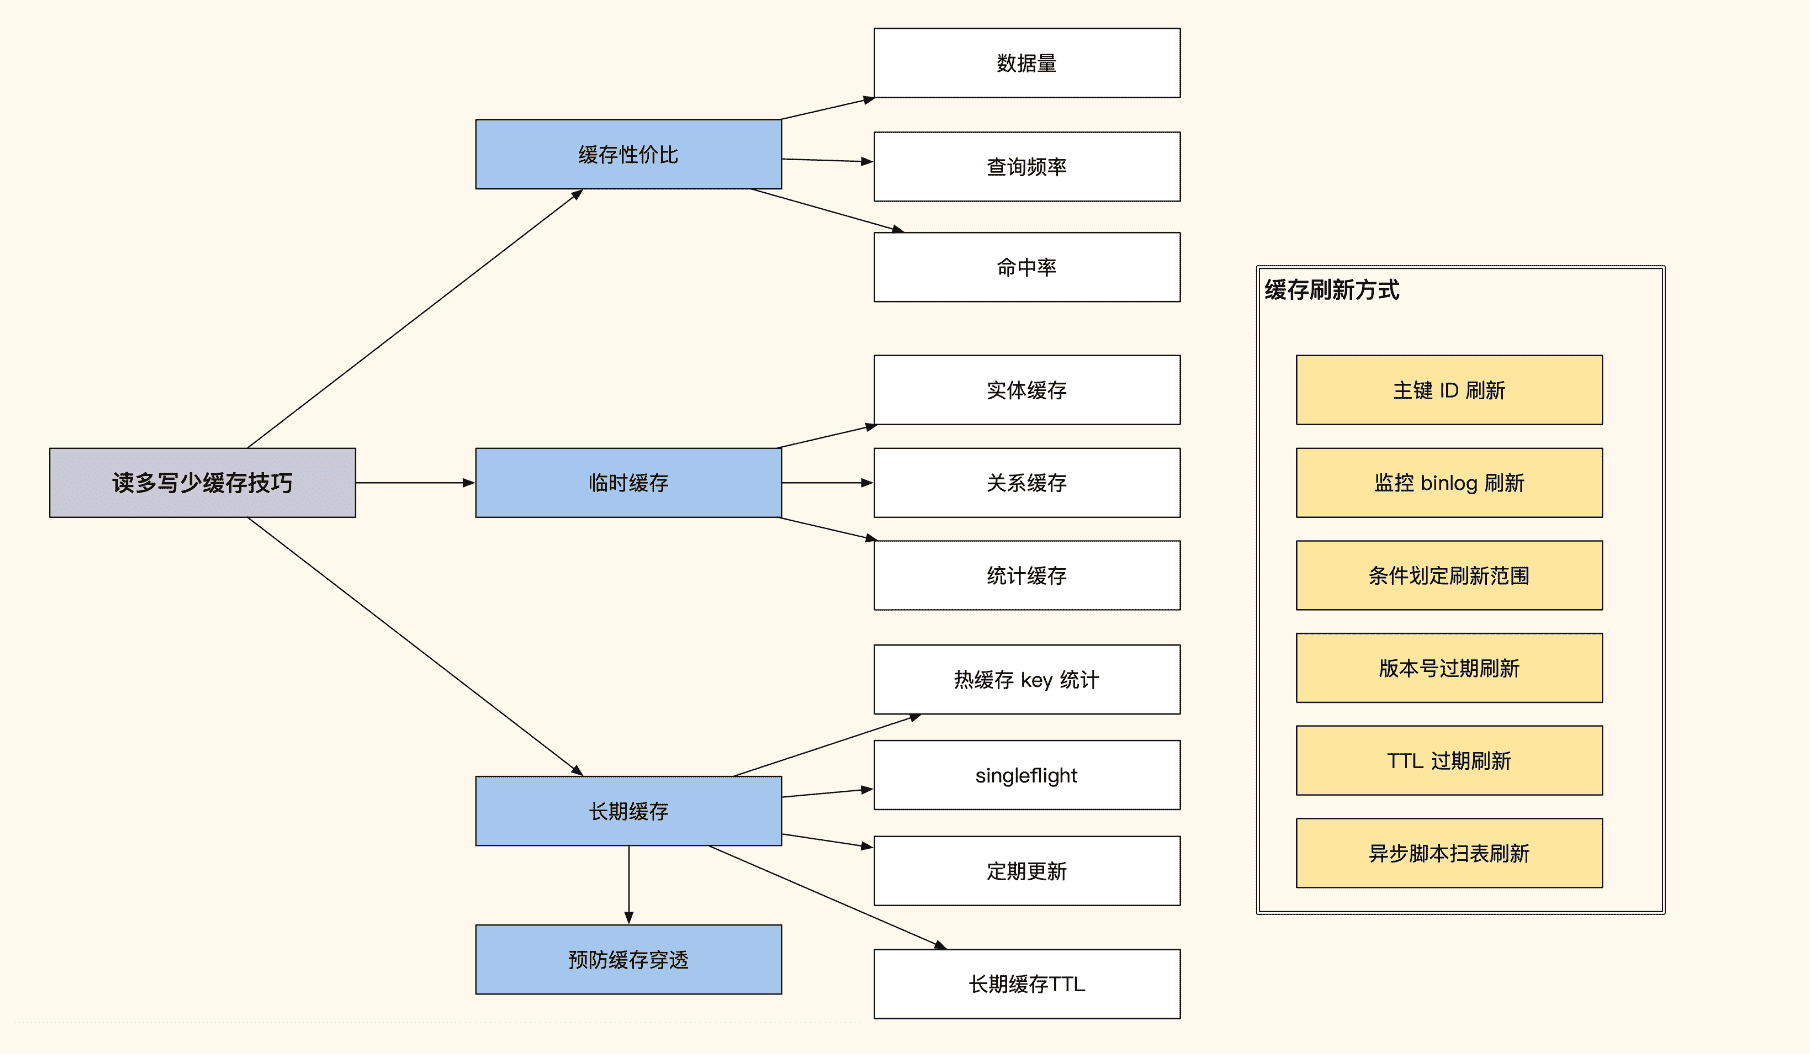 读多写少缓存技巧
缓存性价比
数据量
查询频率
命中率
临时缓存
实体缓存
关系缓存
统计缓存
长期缓存
热缓存 key 统计
singleflight
定期更新
长期缓存TTL
预防缓存穿透
缓存刷新方式
主键 ID 刷新
监控 binlog 刷新
条件划定刷新范围
版本号过期刷新
TTL 过期刷新
异步脚本扫表刷新